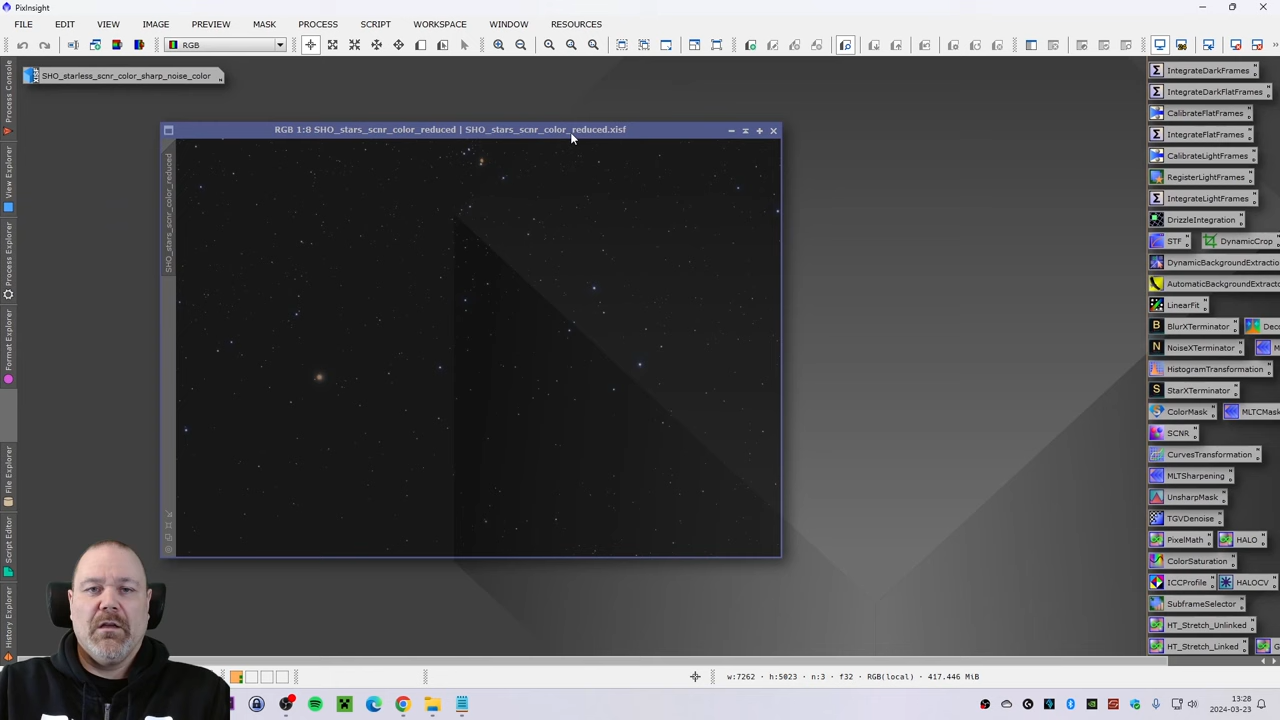 PixInsight
FILE EDIT VIEW IMAGE PREVIEW MASK PROCESS SCRIPT WORKSPACE WINDOW RESOURCES
RGB
SHO_starless_scnr_color_sharp_noise_color
RGB 1:8 SHO_stars_scnr_color_reduced | SHO_stars_scnr_color_reduced.xisf
SHO_stars_scnr_color_reduced
Process Console
View Explorer
Process Explorer
Format Explorer
File Explorer
Script Editor
History Explorer
IntegrateDarkFrames
IntegrateDarkFlatFrames
CalibrateFlatFrames
IntegrateFlatFrames
CalibrateLightFrames
RegisterLightFrames
IntegrateLightFrames
DrizzleIntegration
STF DynamicCrop
DynamicBackgroundExtractio
AutomaticBackgroundExtracto
LinearFit
B BlurXTerminator Deco
N NoiseXTerminator M
HistogramTransformation
S StarXTerminator
ColorMask MLTCMask
SCNR
CurvesTransformation
MLTSharpening
UnsharpMask
TGVDenoise
PixelMath HALO
ColorSaturation
ICCProfile HALOCV
SubframeSelector
HT_Stretch_Unlinked
HT_Stretch_Linked G
w:7262 · h:5023 · n:3 · f32 · RGB(local) · 417.446 MiB
13:28
2024-03-23